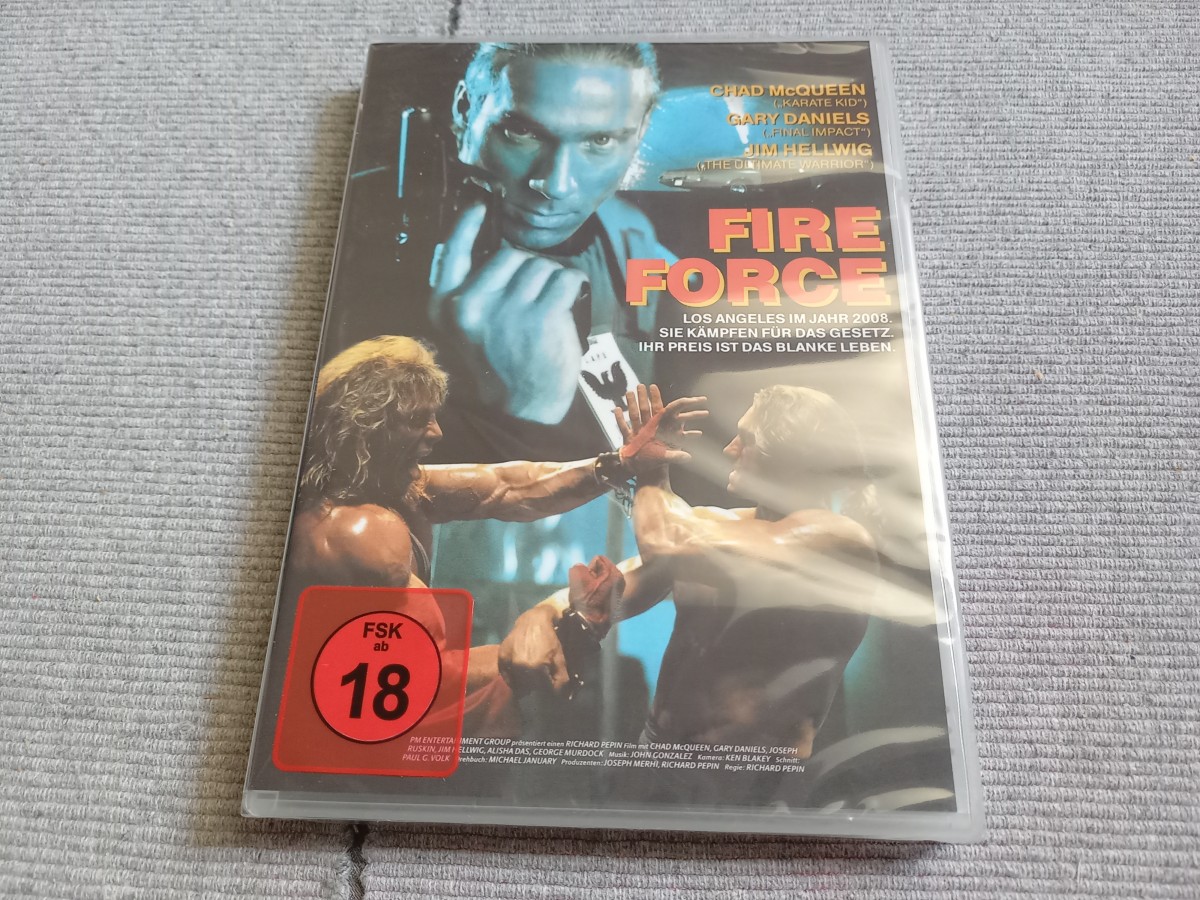 CHAD McQUEEN
(„KARATE KID")
GARY DANIELS
(„FINAL IMPACT")
JIM HELLWIG
(„THE ULTIMATE WARRIOR")
FIRE
FORCE
LOS ANGELES IM JAHR 2008.
SIE KÄMPFEN FÜR DAS GESETZ.
IHR PREIS IST DAS BLANKE LEBEN.
FSK
ab
18
PM ENTERTAINMENT GROUP präsentiert einen RICHARD PEPIN Film mit CHAD McQUEEN, GARY DANIELS, JOSEPH
RUSKIN, JIM HELLWIG, ALISHA DAS, GEORGE MURDOCK Musik: JOHN GONZALEZ Kamera: KEN BLAKEY Schnitt:
PAUL G. VOLK Drehbuch: MICHAEL JANUARY Produzenten: JOSEPH MERHI, RICHARD PEPIN Regie: RICHARD PEPIN